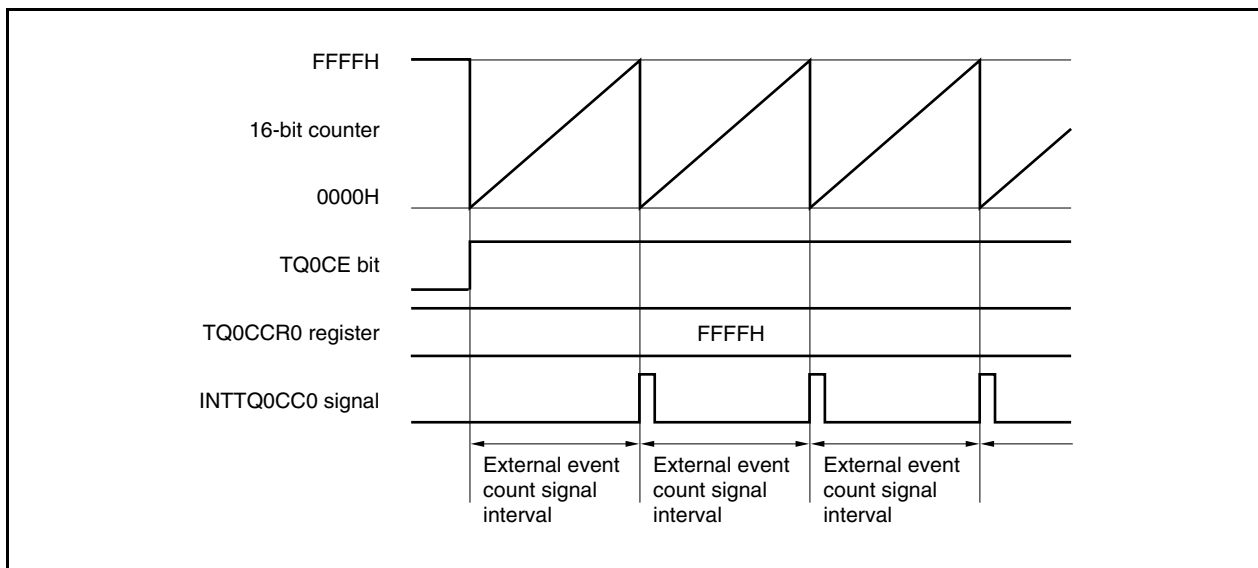 FFFFH
16-bit counter
0000H
TQ0CE bit
TQ0CCR0 register
FFFFH
INTTQ0CC0 signal
External event
count signal
interval
External event
count signal
interval
External event
count signal
interval